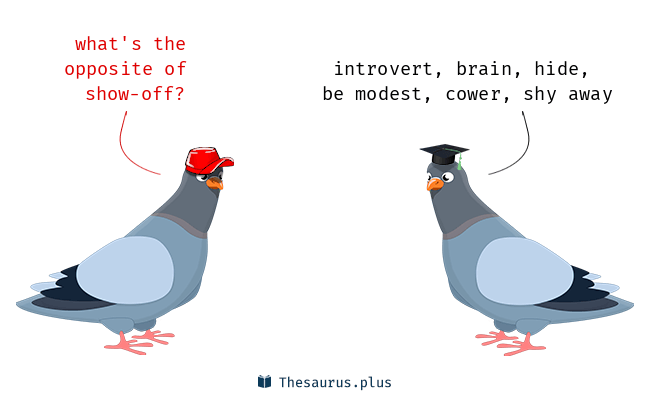 what's the
opposite of
show-off?
introvert, brain, hide,
be modest, cower, shy away
Thesaurus.plus